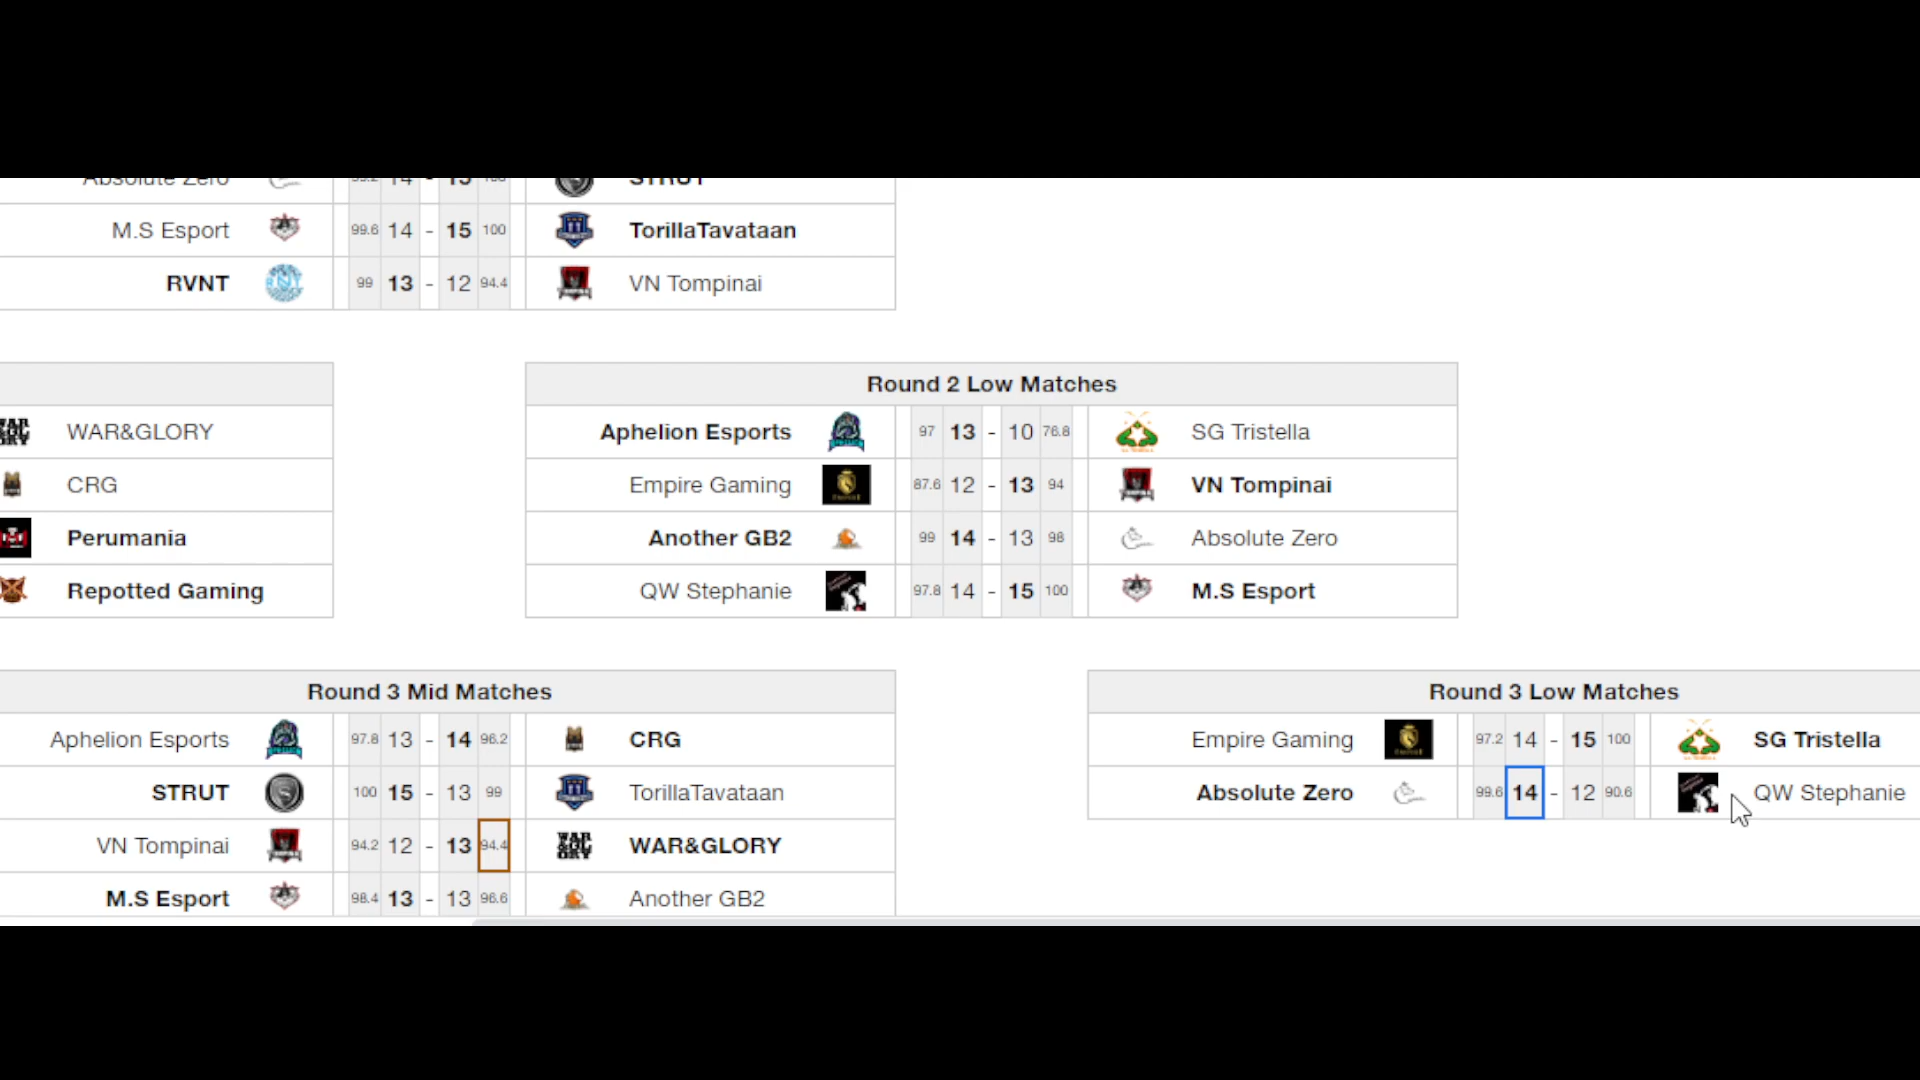 Absolute Zero 14 - 15 STRUT
M.S Esport 99.6 14 - 15 100 TorillaTavataan
RVNT 99 13 - 12 94.4 VN Tompinai
WAR&GLORY
CRG
Perumania
Repotted Gaming
Round 2 Low Matches
Aphelion Esports 97 13 - 10 76.8 SG Tristella
Empire Gaming 87.6 12 - 13 94 VN Tompinai
Another GB2 99 14 - 13 98 Absolute Zero
QW Stephanie 97.8 14 - 15 100 M.S Esport
Round 3 Mid Matches
Aphelion Esports 97.8 13 - 14 96.2 CRG
STRUT 100 15 - 13 99 TorillaTavataan
VN Tompinai 94.2 12 - 13 94.4 WAR&GLORY
M.S Esport 98.4 13 - 13 96.6 Another GB2
Round 3 Low Matches
Empire Gaming 97.2 14 - 15 100 SG Tristella
Absolute Zero 99.6 14 - 12 90.6 QW Stephanie